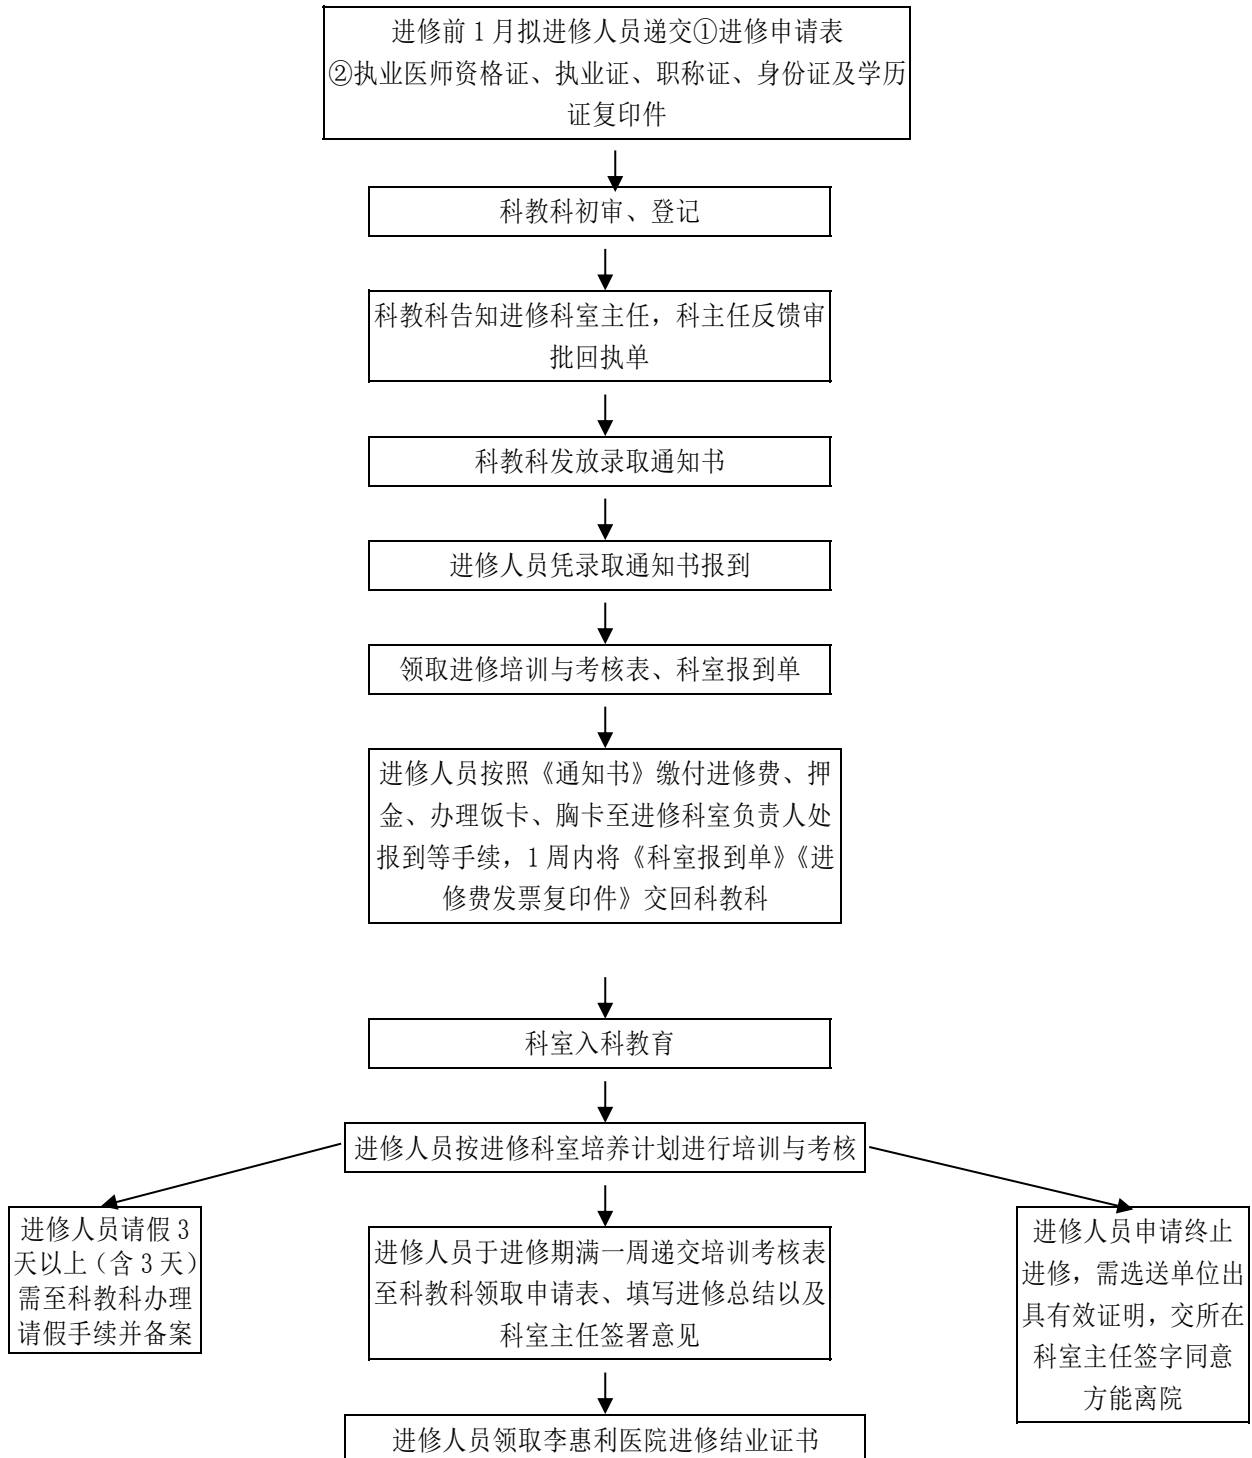 进修前 1 月拟进修人员递交①进修申请表
②执业医师资格证、执业证、职称证、身份证及学历
证复印件
科教科初审、登记
科教科告知进修科室主任，科主任反馈审
批回执单
科教科发放录取通知书
进修人员凭录取通知书报到
领取进修培训与考核表、科室报到单
进修人员按照《通知书》缴付进修费、押
金、办理饭卡、胸卡至进修科室负责人处
报到等手续，1 周内将《科室报到单》《进
修费发票复印件》交回科教科
科室入科教育
进修人员按进修科室培养计划进行培训与考核
进修人员请假 3
天以上（含 3 天）
需至科教科办理
请假手续并备案
进修人员于进修期满一周递交培训考核表
至科教科领取申请表、填写进修总结以及
科室主任签署意见
进修人员申请终止
进修，需选送单位出
具有效证明，交所在
科室主任签字同意
方能离院
进修人员领取李惠利医院进修结业证书